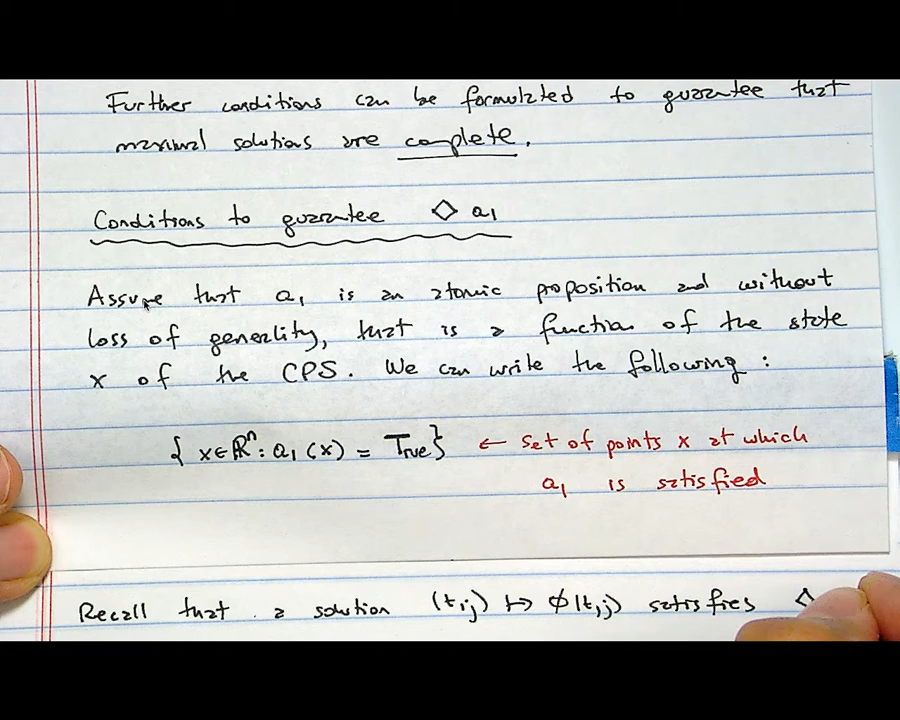 Further conditions can be formulated to guarantee that
maximal solutions are complete.
Conditions to guarantee ◇ a₁
Assume that a₁ is an atomic proposition and without
loss of generality, that is a function of the state
x of the CPS. We can write the following :
{ x∈ℝⁿ : a₁(x) = True} ← set of points x at which
a₁ is satisfied
Recall that a solution (t,j) ↦ ϕ(t,j) satisfies ◇